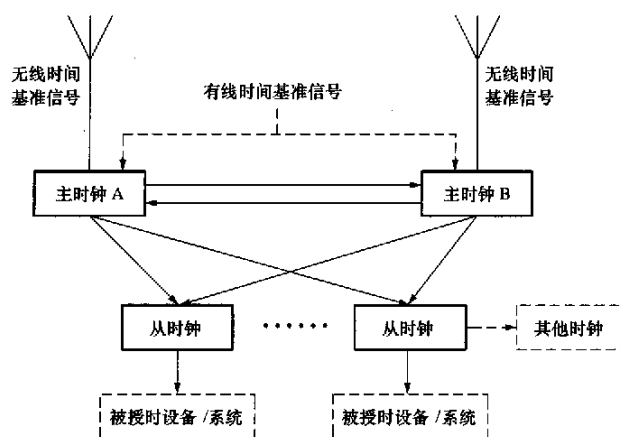 无线时间
基准信号
有线时间基准信号
无线时间
基准信号
主时钟 A
主时钟 B
从时钟
······
从时钟
其他时钟
被授时设备 /系统
被授时设备 /系统